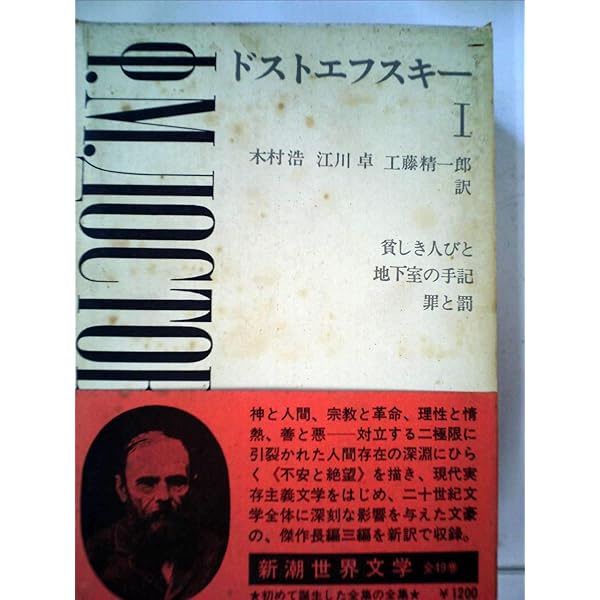 Ф.М.ДОСТОЕ
ドストエフスキー
I
木村浩 江川卓 工藤精一郎
訳
貧しき人びと
地下室の手記
罪と罰
神と人間、宗教と革命、理性と情
熱、善と悪——対立する二極限に
引裂かれた人間存在の深淵にひら
く《不安と絶望》を描き、現代実
存主義文学をはじめ、二十世紀文
学全体に深刻な影響を与えた文豪
の、傑作長編三編を新訳で収録。
新潮世界文学 全49巻
★初めて誕生した全集の全集★ ¥1200